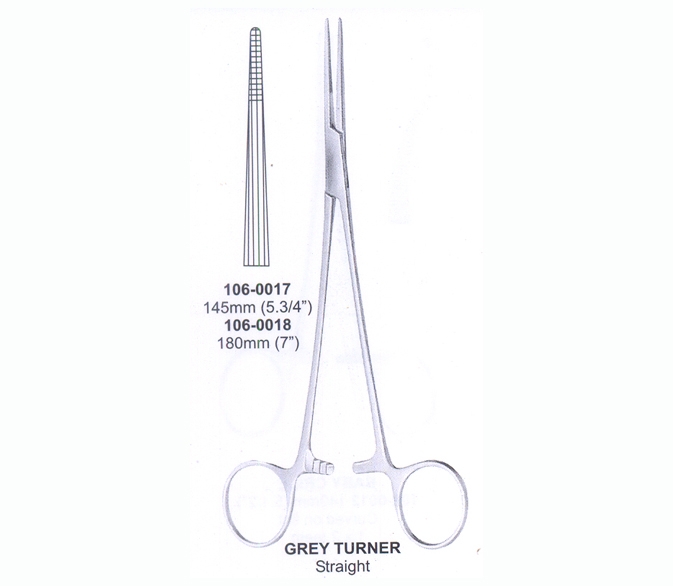 106-0017
145mm (5.3/4”)
106-0018
180mm (7”)
GREY TURNER
Straight